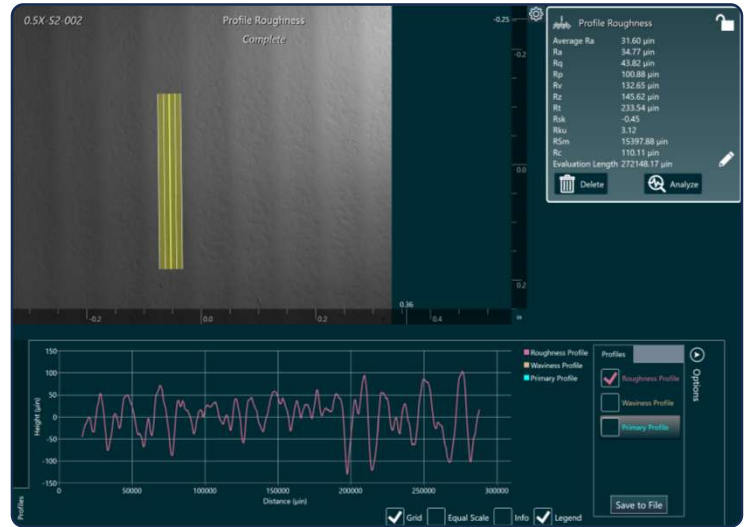 0.5X-S2-002
Profile Roughness
Complete
-0.25
-0.2
0.0
0.2
0.36
-0.2
0.0
0.2
0.4
in
Profile Roughness
Average Ra 31.60 µin
Ra 34.77 µin
Rq 43.82 µin
Rp 100.88 µin
Rv 132.65 µin
Rz 145.62 µin
Rt 233.54 µin
Rsk -0.45
Rku 3.12
RSm 15397.88 µin
Rc 110.11 µin
Evaluation Length 272148.17 µin
Delete Analyze
150
100
50
0
-50
-100
-150
Height (µin)
0 50000 100000 150000 200000 250000 300000
Distance (µin)
Roughness Profile
Waviness Profile
Primary Profile
Profiles
Roughness Profile
Waviness Profile
Primary Profile
Save to File
Options
Grid Equal Scale Info Legend
Profiles